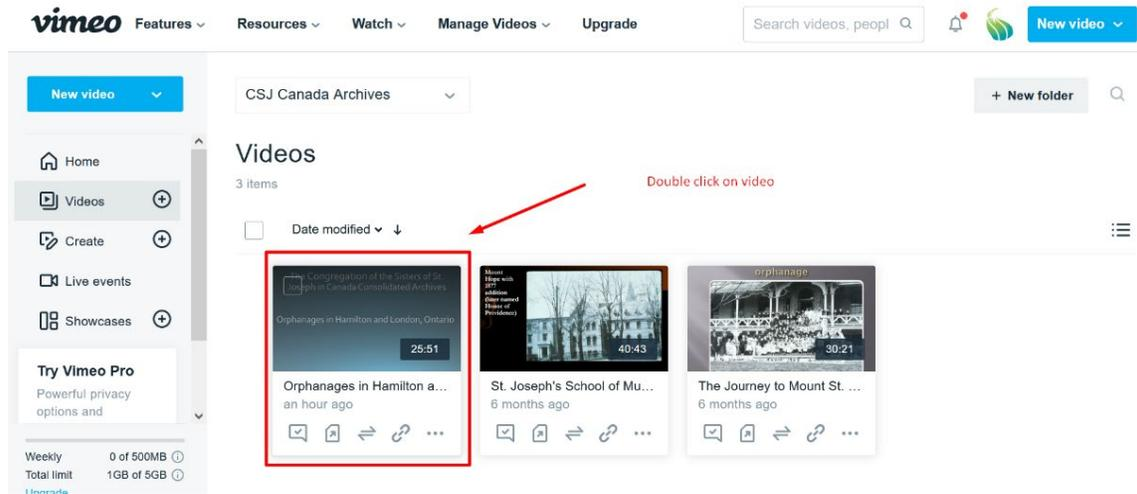 vimeo Features Resources Watch Manage Videos Upgrade Search videos, peopl New video
New video
CSJ Canada Archives
+ New folder
Home
Videos
Create
Live events
Showcases
Try Vimeo Pro
Powerful privacy
options and
Weekly 0 of 500MB
Total limit 1GB of 5GB
Upgrade
Videos
3 items
Double click on video
Date modified
The Congregation of the Sisters of St.
Joseph in Canada Consolidated Archives
Orphanages in Hamilton and London, Ontario
25:51
Orphanages in Hamilton a...
an hour ago
Mount
Hope with
1877
addition
(later named
House of
Providence)
40:43
St. Joseph's School of Mu...
6 months ago
orphanage
30:21
The Journey to Mount St. ...
6 months ago